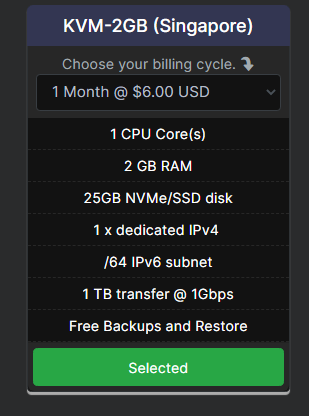 KVM-2GB (Singapore)
Choose your billing cycle.
1 Month @ $6.00 USD
1 CPU Core(s)
2 GB RAM
25GB NVMe/SSD disk
1 x dedicated IPv4
/64 IPv6 subnet
1 TB transfer @ 1Gbps
Free Backups and Restore
Selected